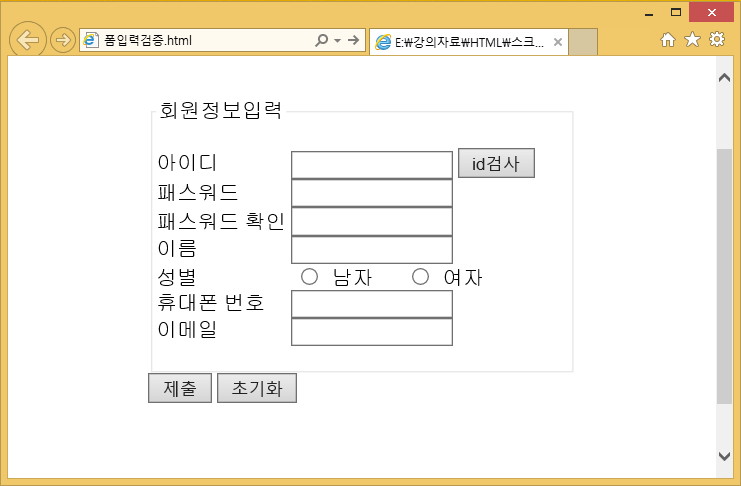 폼입력검증.html
E:₩강의자료₩HTML₩스크...
회원정보입력
아이디 id검사
패스워드
패스워드 확인
이름
성별 남자 여자
휴대폰 번호
이메일
제출 초기화